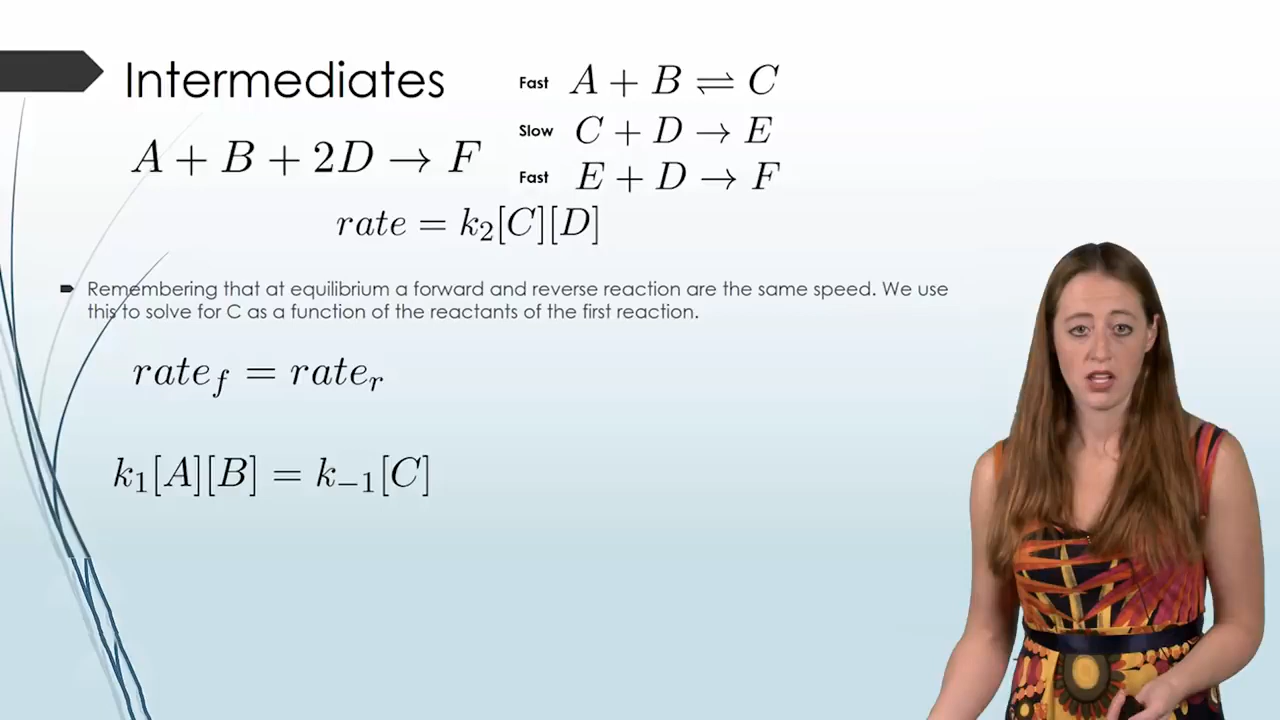 Intermediates
A + B + 2D → F
Fast A + B ⇌ C
Slow C + D → E
Fast E + D → F
rate = k₂[C][D]
Remembering that at equilibrium a forward and reverse reaction are the same speed. We use
this to solve for C as a function of the reactants of the first reaction.
rate_f = rate_r
k₁[A][B] = k₋₁[C]